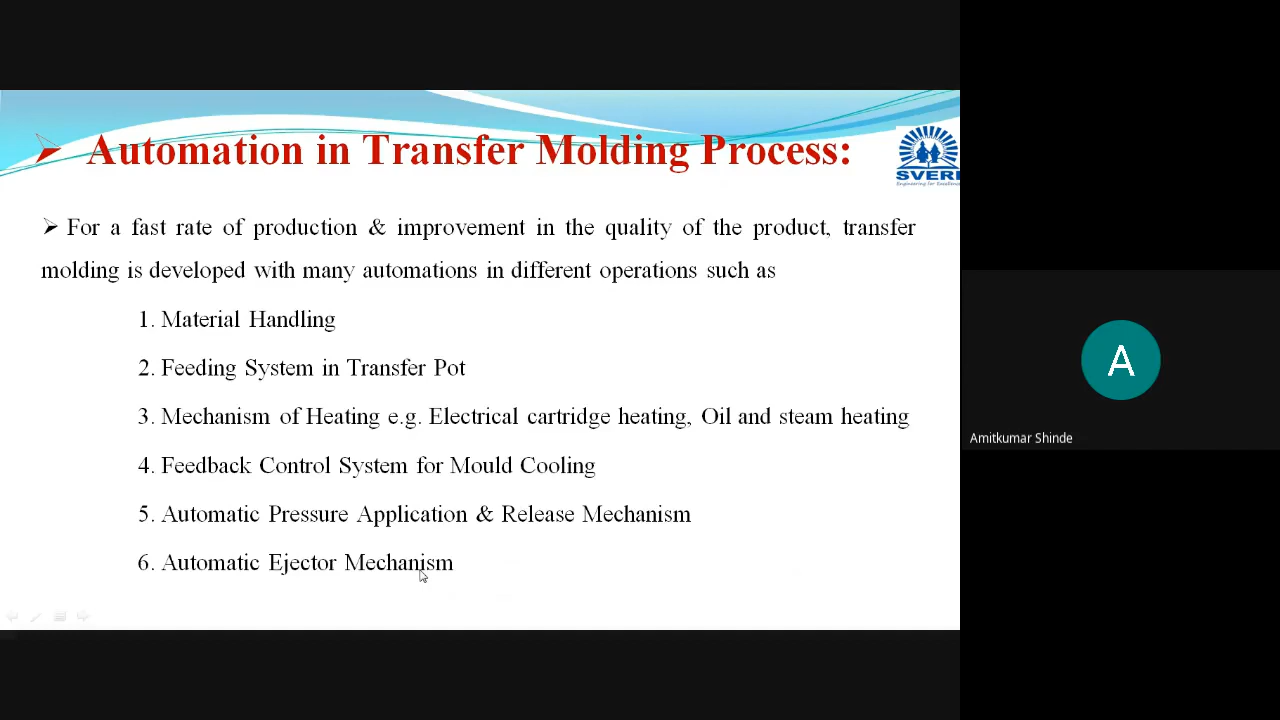 ➢ Automation in Transfer Molding Process:
SVERI
Engineering for Excellence
➢ For a fast rate of production & improvement in the quality of the product, transfer
molding is developed with many automations in different operations such as
1. Material Handling
2. Feeding System in Transfer Pot
3. Mechanism of Heating e.g. Electrical cartridge heating, Oil and steam heating
4. Feedback Control System for Mould Cooling
5. Automatic Pressure Application & Release Mechanism
6. Automatic Ejector Mechanism
A
Amitkumar Shinde